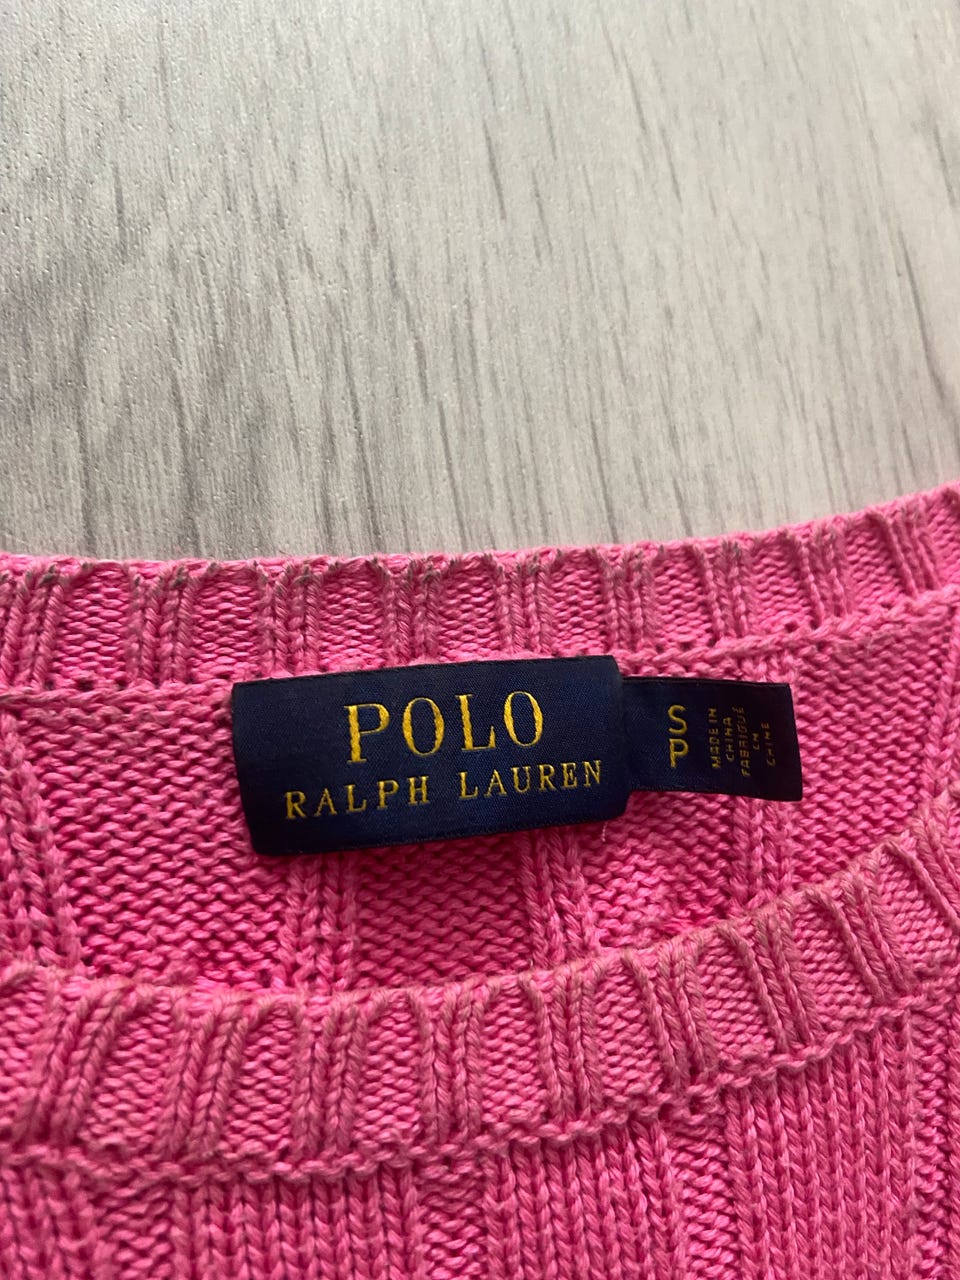 POLO
RALPH LAUREN
S
P
MADE IN
CHINA
FABRIQUÉ
EN
CHINE